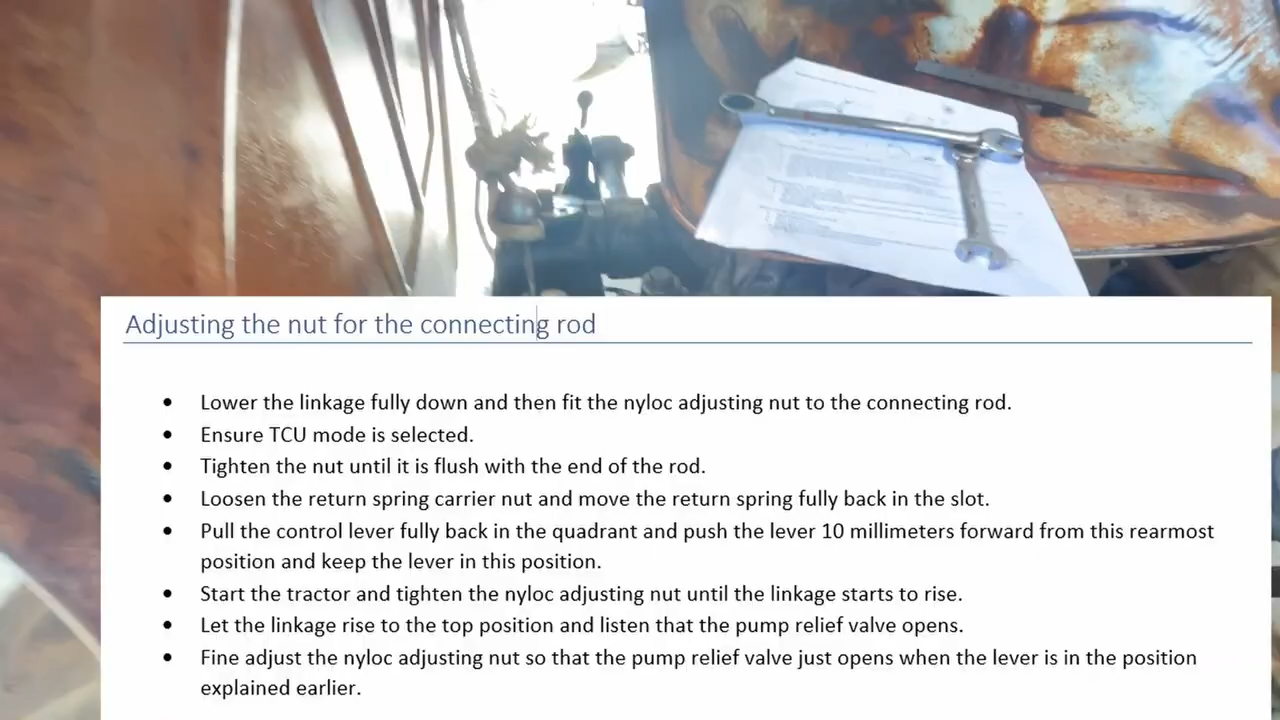 Adjusting the nut for the connecting rod
• Lower the linkage fully down and then fit the nyloc adjusting nut to the connecting rod.
• Ensure TCU mode is selected.
• Tighten the nut until it is flush with the end of the rod.
• Loosen the return spring carrier nut and move the return spring fully back in the slot.
• Pull the control lever fully back in the quadrant and push the lever 10 millimeters forward from this rearmost
position and keep the lever in this position.
• Start the tractor and tighten the nyloc adjusting nut until the linkage starts to rise.
• Let the linkage rise to the top position and listen that the pump relief valve opens.
• Fine adjust the nyloc adjusting nut so that the pump relief valve just opens when the lever is in the position
explained earlier.